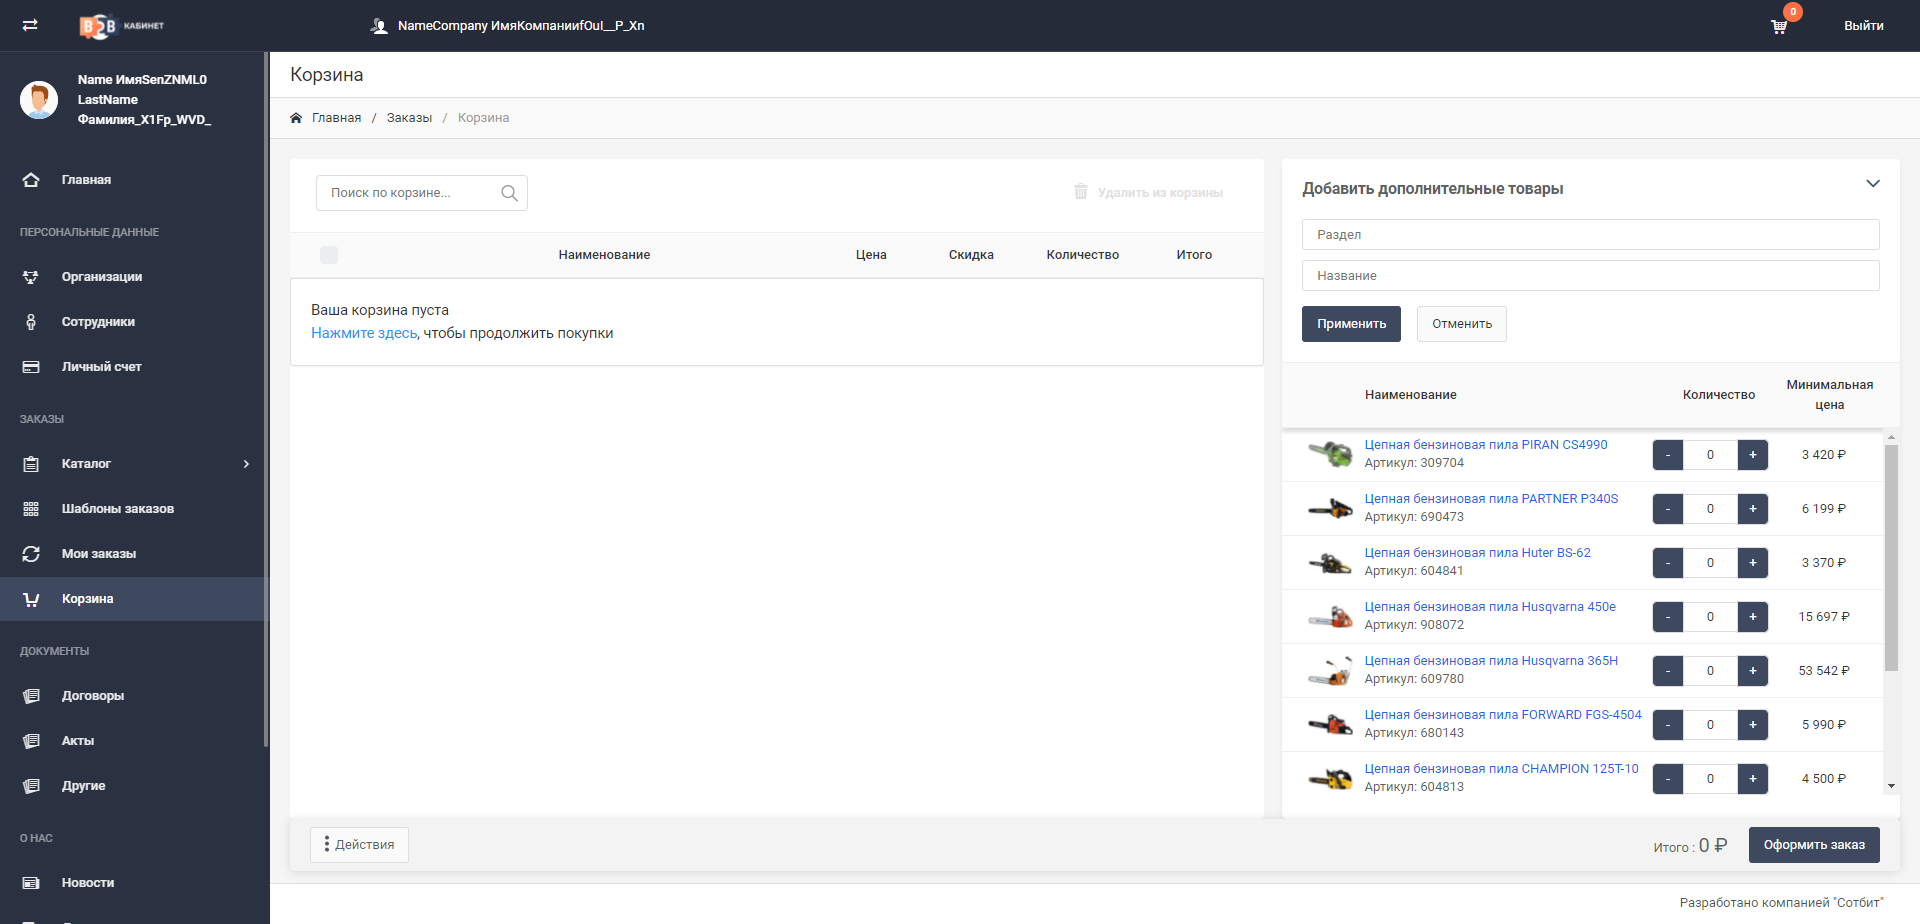 B2B КАБИНЕТ
NameCompany ИмяКомпанииfOul__P_Xn
0
Выйти
Name ИмяSenZNML0
LastName
Фамилия_X1Fp_WVD_
Главная
ПЕРСОНАЛЬНЫЕ ДАННЫЕ
Организации
Сотрудники
Личный счет
ЗАКАЗЫ
Каталог
Шаблоны заказов
Мои заказы
Корзина
ДОКУМЕНТЫ
Договоры
Акты
Другие
О НАС
Новости
Корзина
Главная / Заказы / Корзина
Поиск по корзине...
Удалить из корзины
Наименование Цена Скидка Количество Итого
Ваша корзина пуста
Нажмите здесь, чтобы продолжить покупки
Добавить дополнительные товары
Раздел
Название
Применить Отменить
Наименование Количество Минимальная
цена
Цепная бензиновая пила PIRAN CS4990
Артикул: 309704
- 0 + 3 420 ₽
Цепная бензиновая пила PARTNER P340S
Артикул: 690473
- 0 + 6 199 ₽
Цепная бензиновая пила Huter BS-62
Артикул: 604841
- 0 + 3 370 ₽
Цепная бензиновая пила Husqvarna 450e
Артикул: 908072
- 0 + 15 697 ₽
Цепная бензиновая пила Husqvarna 365H
Артикул: 609780
- 0 + 53 542 ₽
Цепная бензиновая пила FORWARD FGS-4504
Артикул: 680143
- 0 + 5 990 ₽
Цепная бензиновая пила CHAMPION 125T-10
Артикул: 604813
- 0 + 4 500 ₽
Действия
Итого : 0 ₽
Оформить заказ
Разработано компанией "Сотбит"